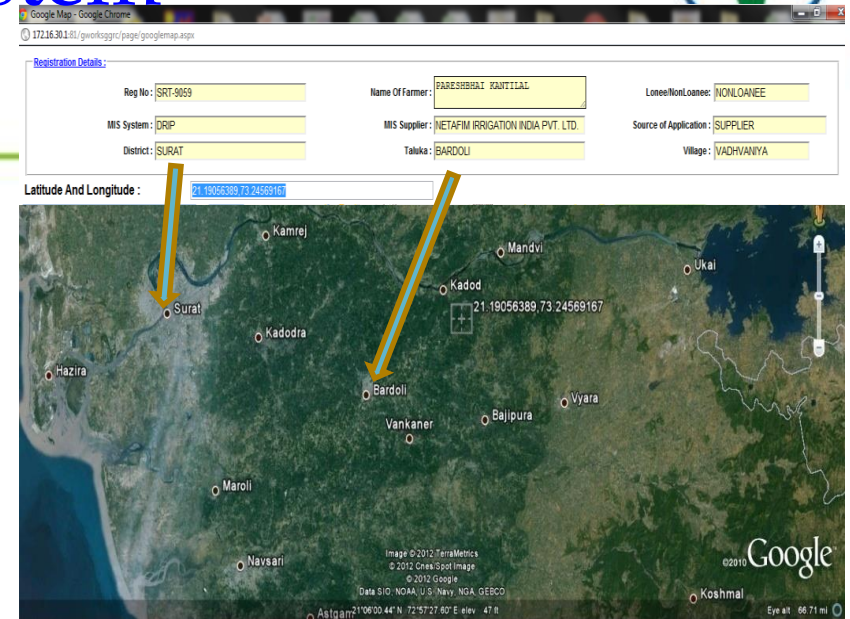 Google Map - Google Chrome
172.16.30.1:81/gworksggrc/page/googlemap.aspx
Registration Details :
Reg No : SRT-9059 Name Of Farmer : PARESHBHAI KANTILAL Lonee/NonLoanee: NONLOANEE
MIS System : DRIP MIS Supplier : NETAFIM IRRIGATION INDIA PVT. LTD. Source of Application : SUPPLIER
District : SURAT Taluka : BARDOLI Village : VADHVANIYA
Latitude And Longitude : 21.19056389,73.24569167
Kamrej
Mandvi
Ukai
Kadod
21.19056389,73.24569167
Surat
Kadodra
Hazira
Bardoli
Vyara
Bajipura
Vankaner
Maroli
Navsari
Image © 2012 TerraMetrics
© 2012 Cnes/Spot Image
© 2012 Google
Data SIO, NOAA, U.S. Navy, NGA, GEBCO
©2010 Google
Koshmal
Astgam
21°06'00.44" N 72°57'27.60" E elev 47 ft
Eye alt 66.71 mi